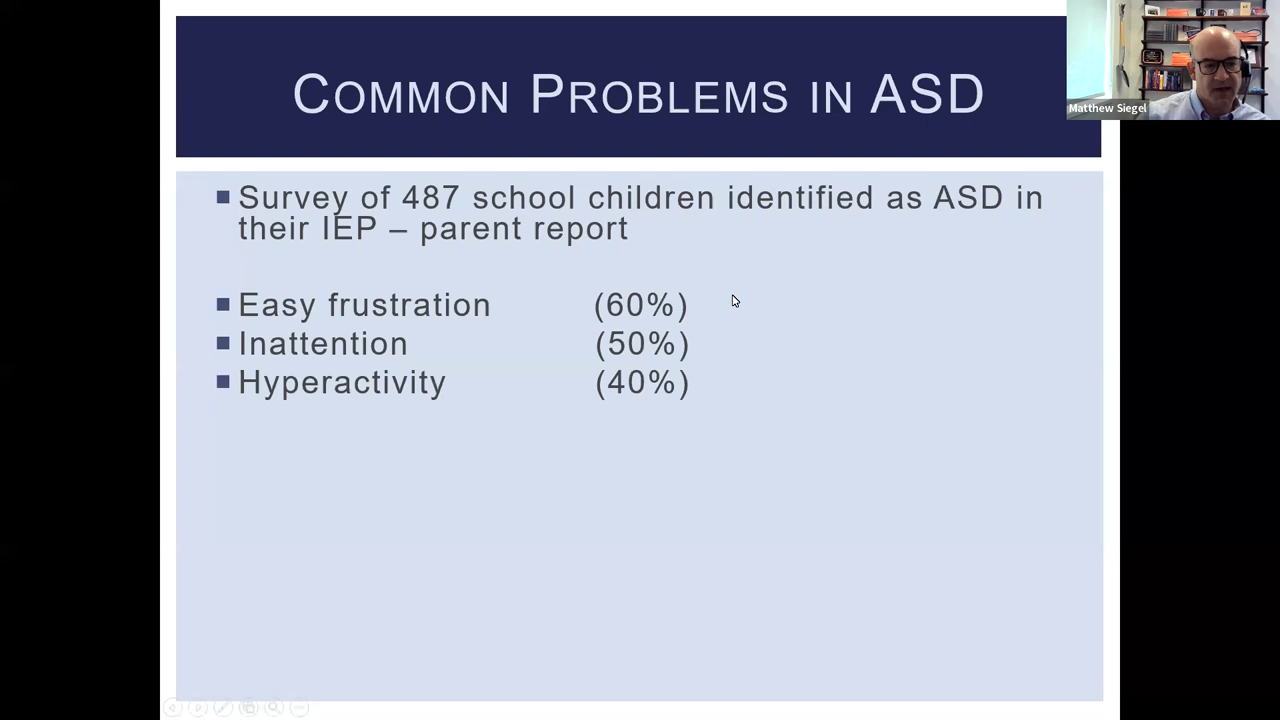 COMMON PROBLEMS IN ASD
Matthew Siegel
■ Survey of 487 school children identified as ASD in
their IEP – parent report
■ Easy frustration (60%)
■ Inattention (50%)
■ Hyperactivity (40%)